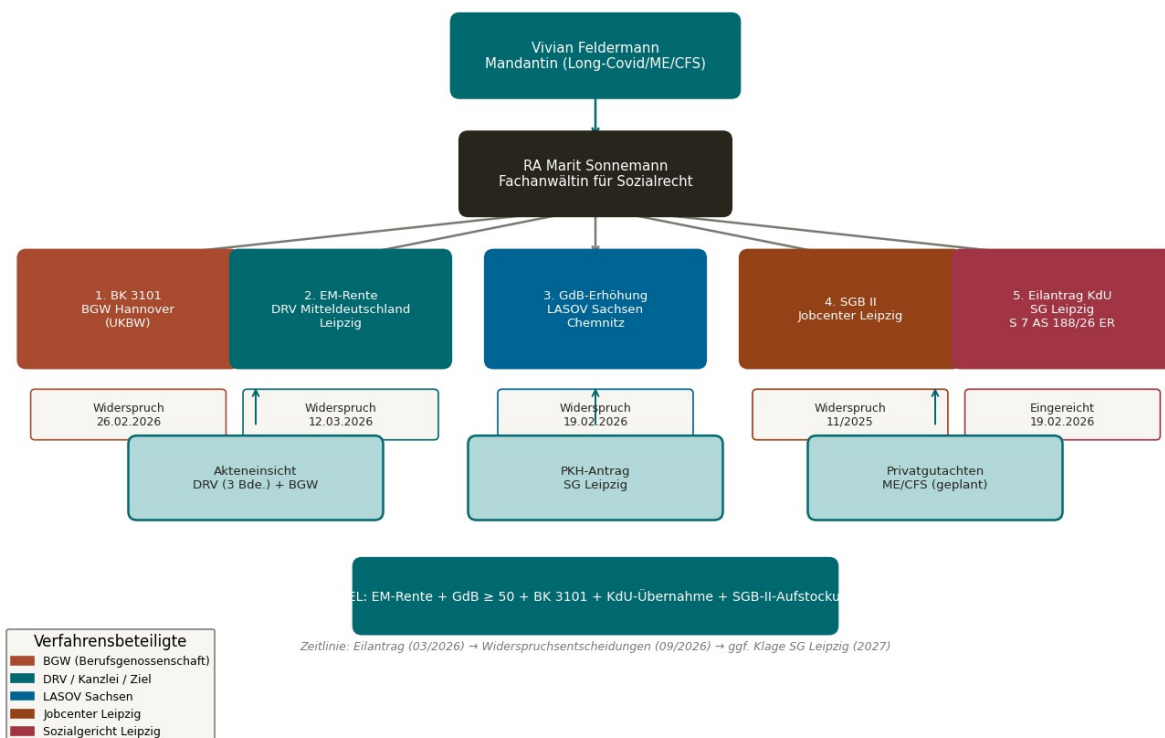 Vivian Feldermann
Mandantin (Long-Covid/ME/CFS)
RA Marit Sonnemann
Fachanwältin für Sozialrecht
1. BK 3101
BGW Hannover
(UKBW)
2. EM-Rente
DRV Mitteldeutschland
Leipzig
3. GdB-Erhöhung
LASOV Sachsen
Chemnitz
4. SGB II
Jobcenter Leipzig
5. Eilantrag KdU
SG Leipzig
S 7 AS 188/26 ER
Widerspruch
26.02.2026
Widerspruch
12.03.2026
Widerspruch
19.02.2026
Widerspruch
11/2025
Eingereicht
19.02.2026
Akteneinsicht
DRV (3 Bde.) + BGW
PKH-Antrag
SG Leipzig
Privatgutachten
ME/CFS (geplant)
EL: EM-Rente + GdB ≥ 50 + BK 3101 + KdU-Übernahme + SGB-II-Aufstocku
Zeitlinie: Eilantrag (03/2026) → Widerspruchsentscheidungen (09/2026) → ggf. Klage SG Leipzig (2027)
Verfahrensbeteiligte
BGW (Berufsgenossenschaft)
DRV / Kanzlei / Ziel
LASOV Sachsen
Jobcenter Leipzig
Sozialgericht Leipzig